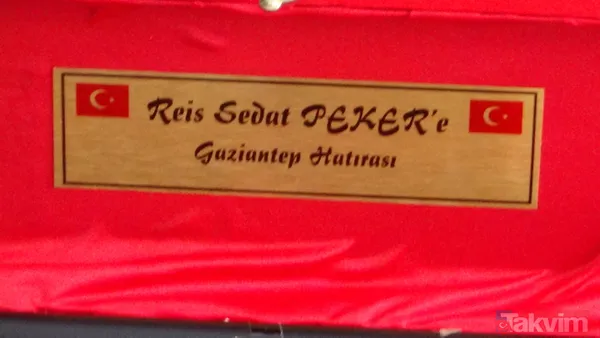 Reis Sedat PEKER'e
Gaziantep Hatırası
Takvim